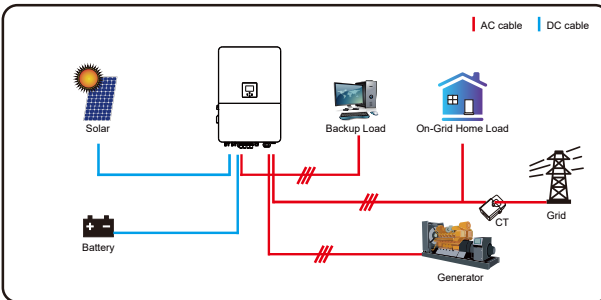 AC cable
DC cable
Solar
Backup Load
On-Grid Home Load
Battery
CT
Grid
Generator